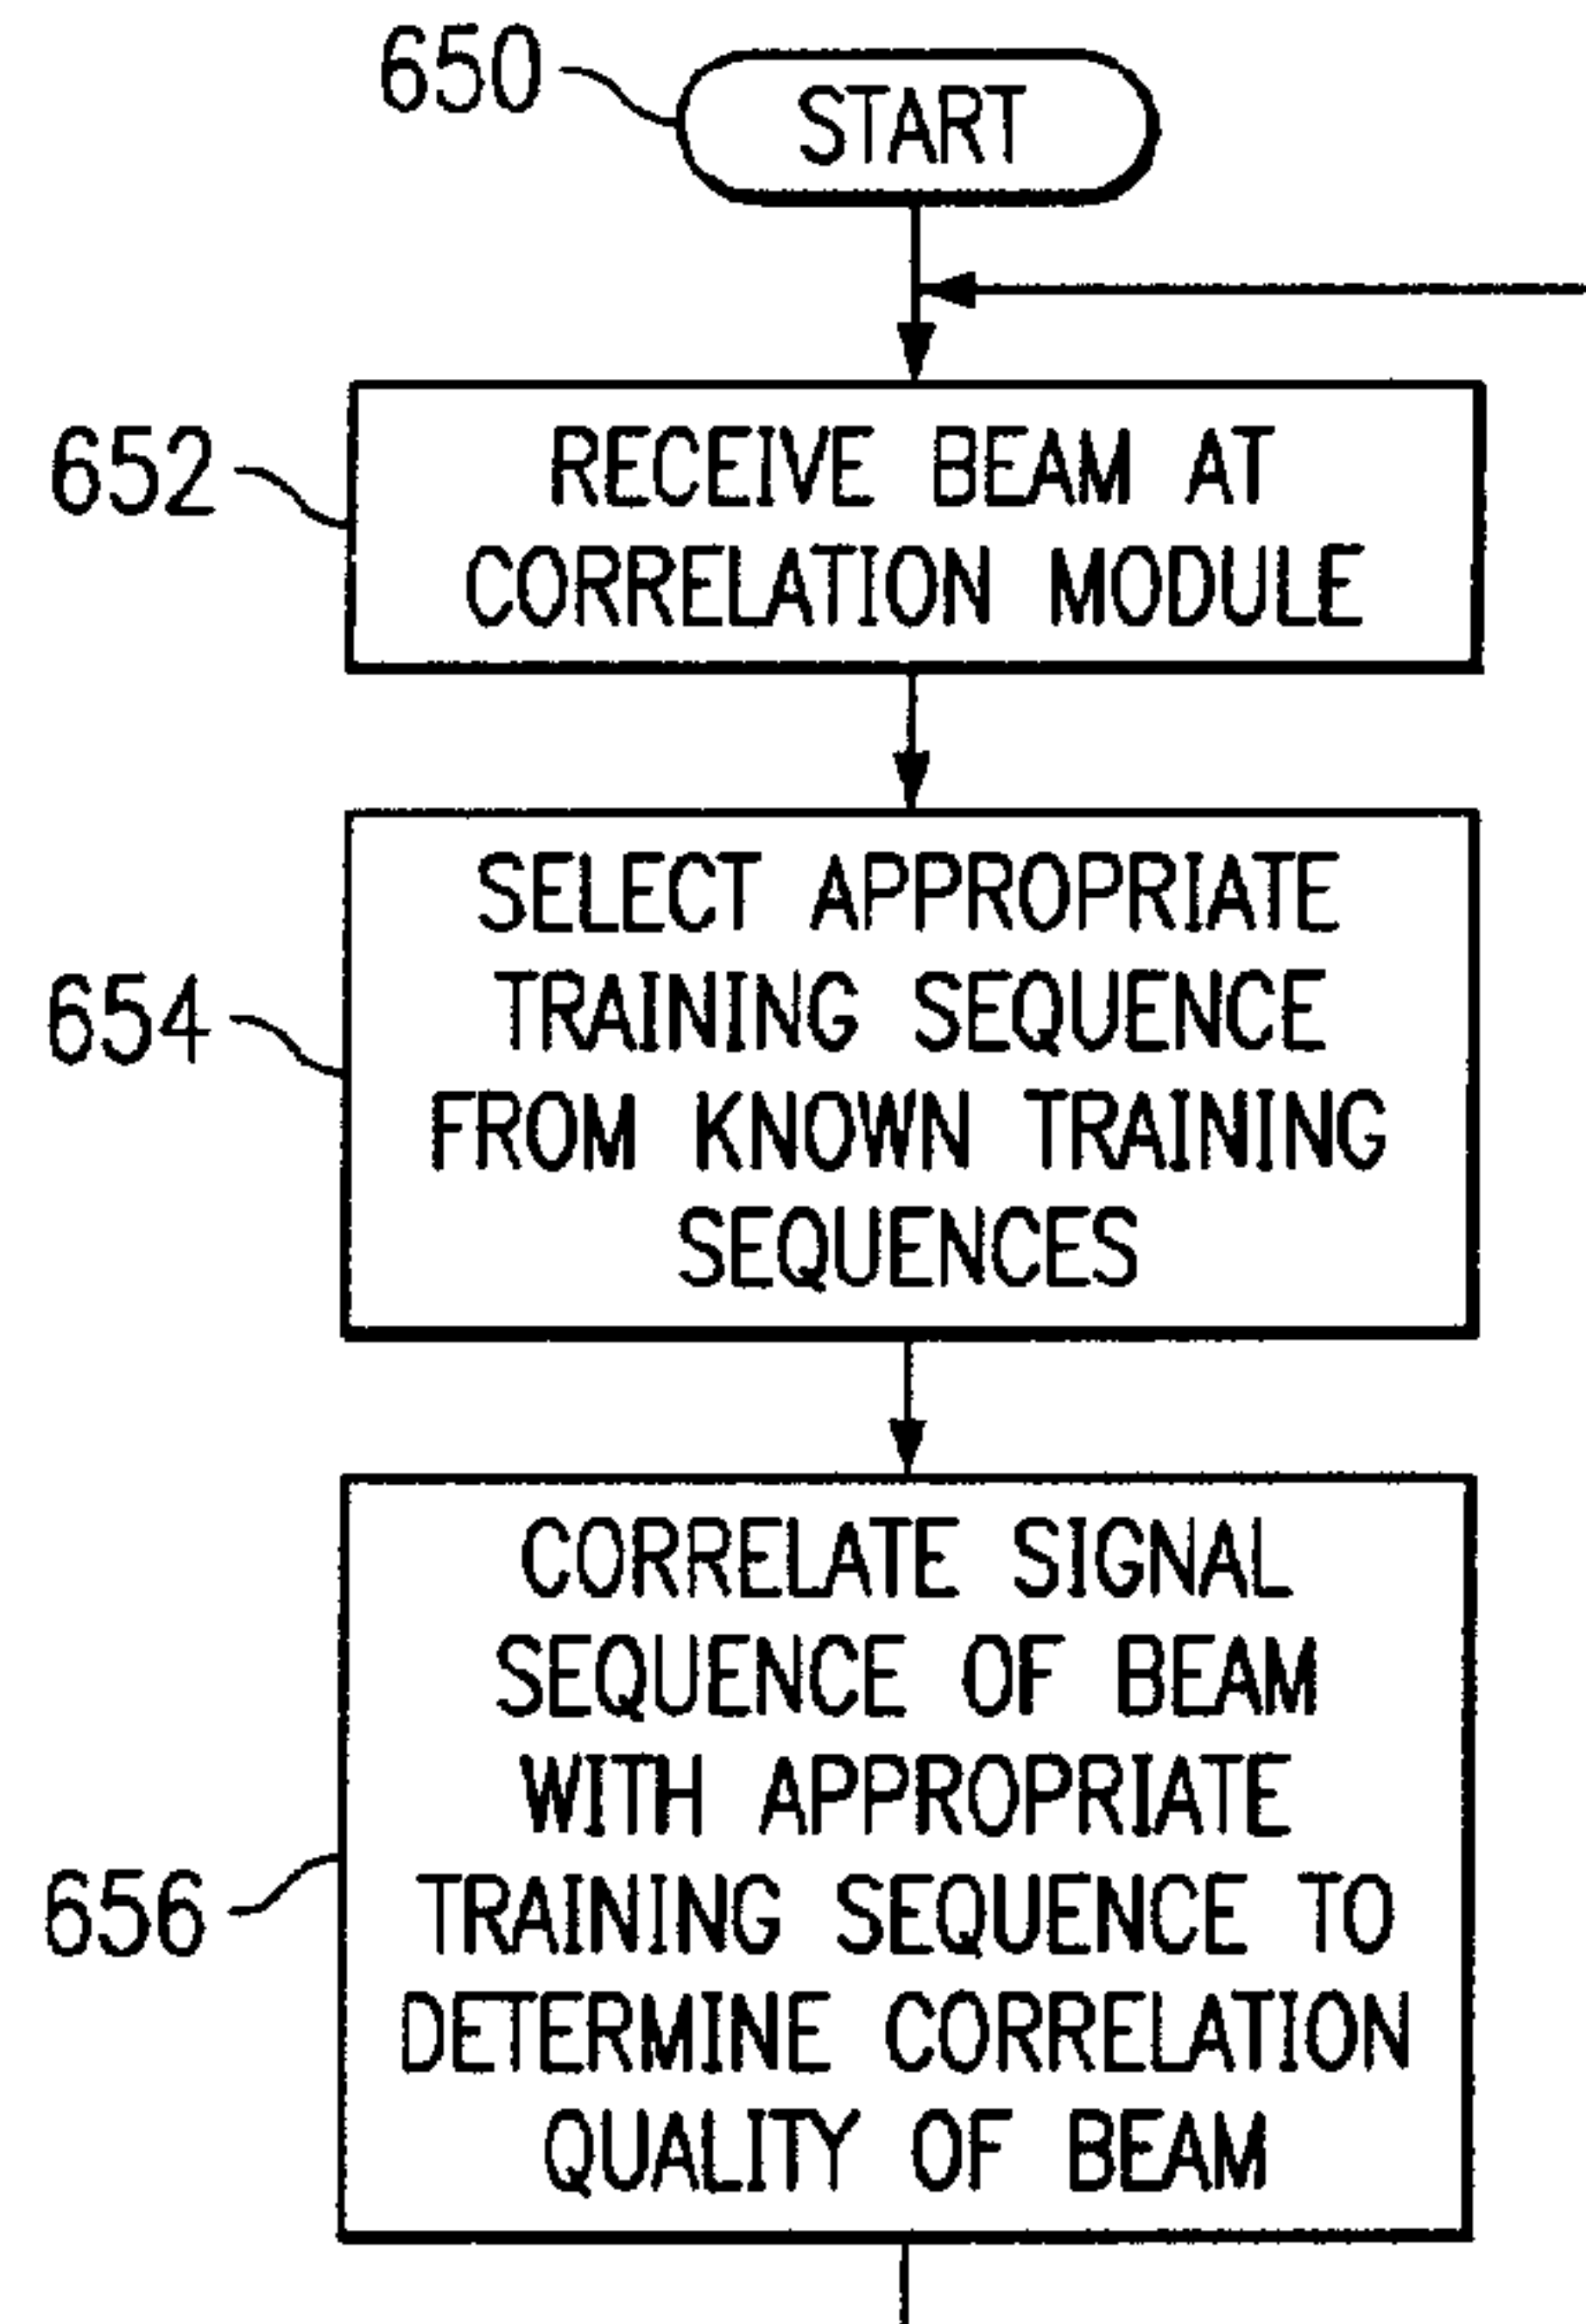 650
START
652
RECEIVE BEAM AT
CORRELATION MODULE
654
SELECT APPROPRIATE
TRAINING SEQUENCE
FROM KNOWN TRAINING
SEQUENCES
656
CORRELATE SIGNAL
SEQUENCE OF BEAM
WITH APPROPRIATE
TRAINING SEQUENCE TO
DETERMINE CORRELATION
QUALITY OF BEAM